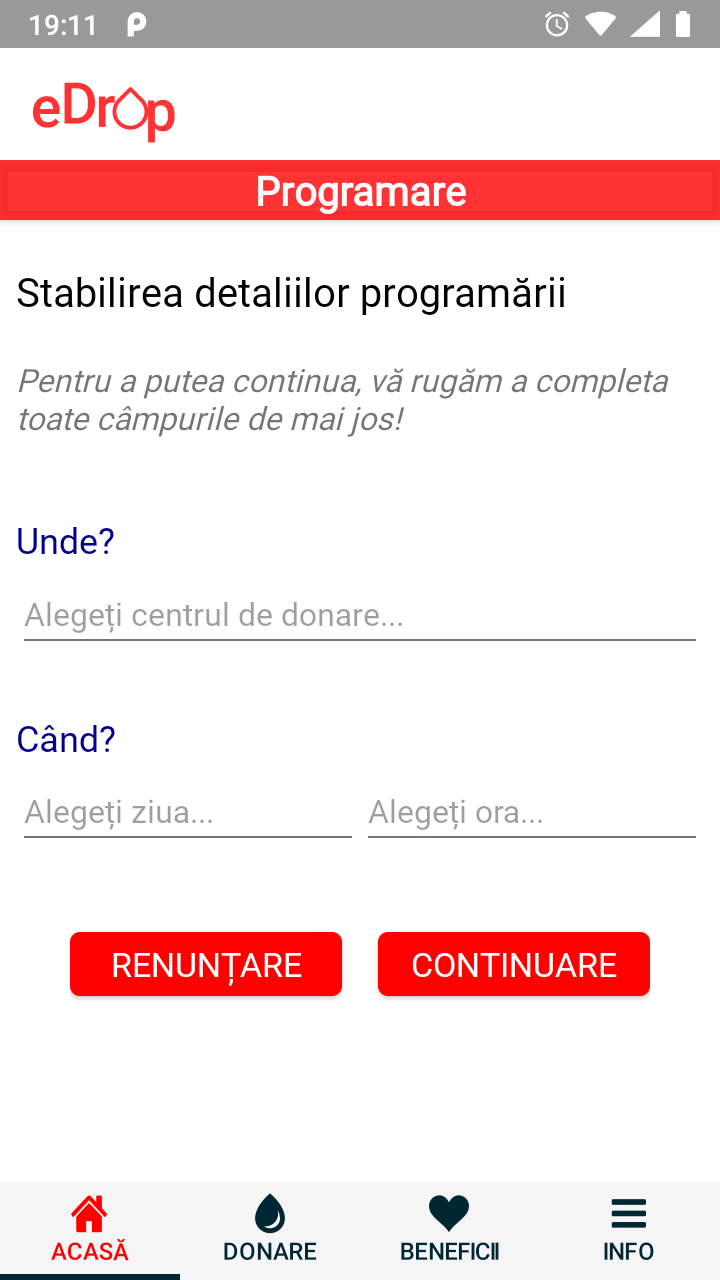 19:11
eDrop
Programare
Stabilirea detaliilor programării
Pentru a putea continua, vă rugăm a completa
toate câmpurile de mai jos!
Unde?
Alegeți centrul de donare...
Când?
Alegeți ziua... Alegeți ora...
RENUNȚARE CONTINUARE
ACASĂ DONARE BENEFICII INFO